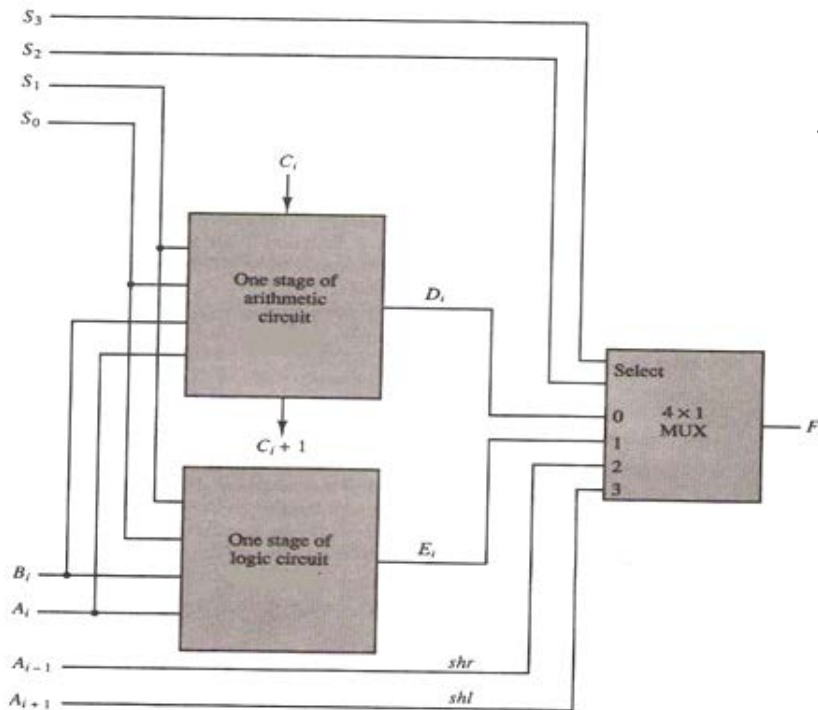 S₃
S₂
S₁
S₀
Cᵢ
One stage of
arithmetic
circuit
Dᵢ
Cᵢ + 1
Select
0
4 × 1
MUX
1
2
3
F
One stage of
logic circuit
Eᵢ
Bᵢ
Aᵢ
Aᵢ₋₁
shr
Aᵢ₊₁
shl